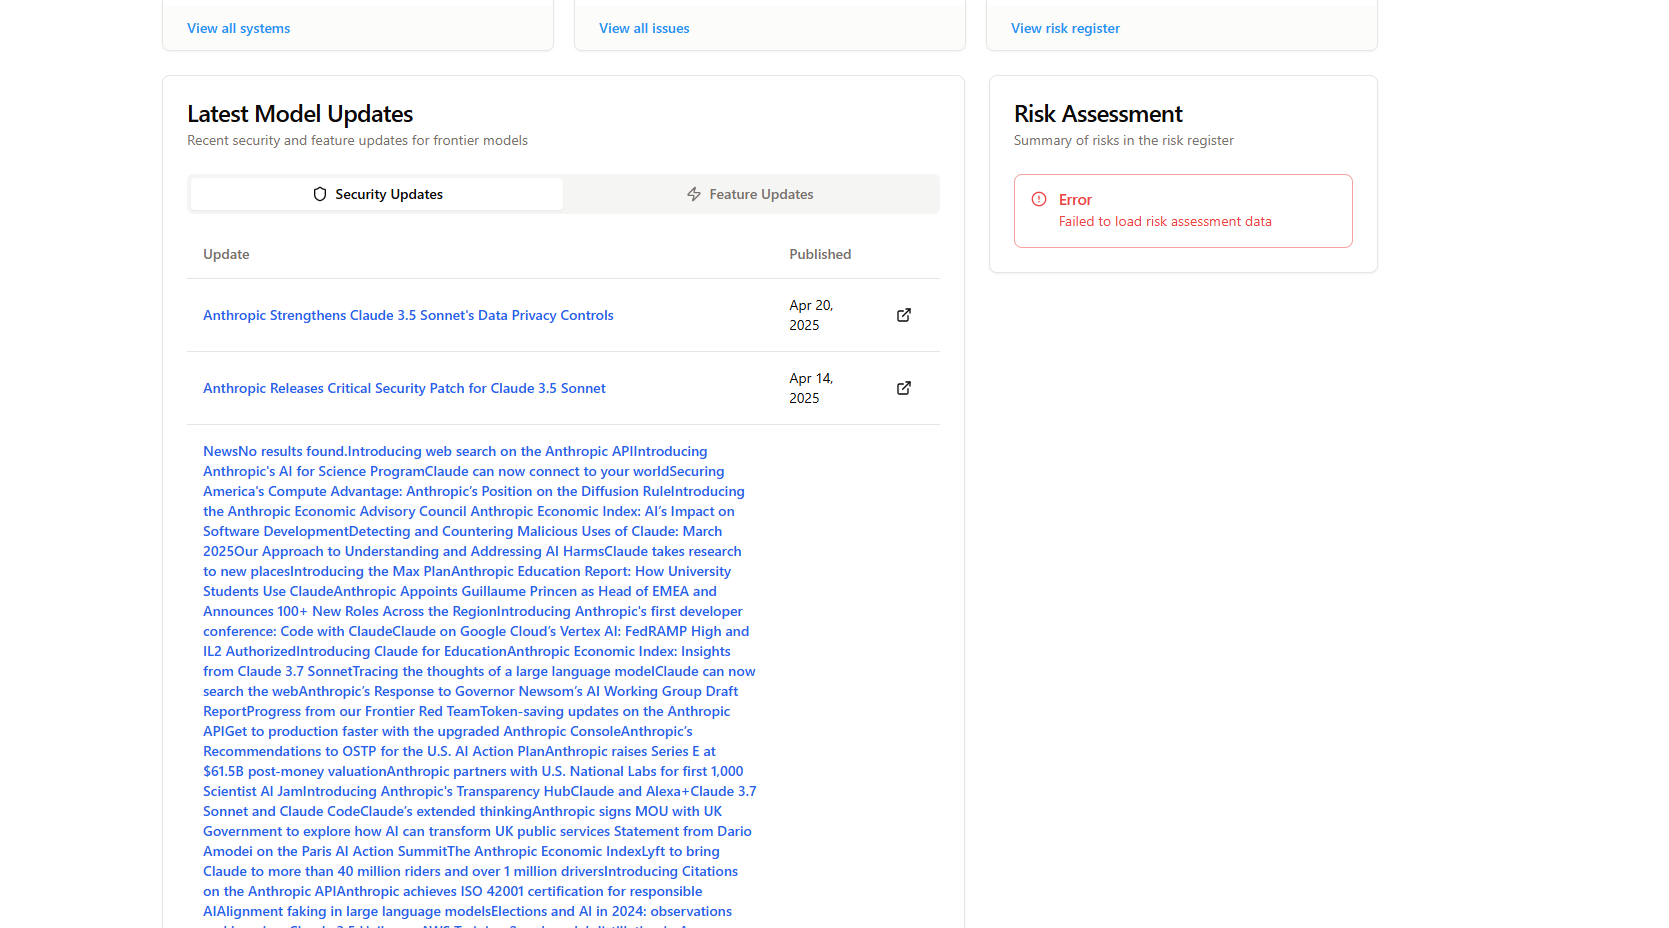 View all systems
View all issues
View risk register
Latest Model Updates
Recent security and feature updates for frontier models
Security Updates
Feature Updates
Update
Published
Anthropic Strengthens Claude 3.5 Sonnet's Data Privacy Controls
Apr 20,
2025
Anthropic Releases Critical Security Patch for Claude 3.5 Sonnet
Apr 14,
2025
NewsNo results found.Introducing web search on the Anthropic APIIntroducing
Anthropic's AI for Science ProgramClaude can now connect to your worldSecuring
America's Compute Advantage: Anthropic’s Position on the Diffusion RuleIntroducing
the Anthropic Economic Advisory Council Anthropic Economic Index: AI’s Impact on
Software DevelopmentDetecting and Countering Malicious Uses of Claude: March
2025Our Approach to Understanding and Addressing AI HarmsClaude takes research
to new placesIntroducing the Max PlanAnthropic Education Report: How University
Students Use ClaudeAnthropic Appoints Guillaume Princen as Head of EMEA and
Announces 100+ New Roles Across the RegionIntroducing Anthropic's first developer
conference: Code with ClaudeClaude on Google Cloud’s Vertex AI: FedRAMP High and
IL2 AuthorizedIntroducing Claude for EducationAnthropic Economic Index: Insights
from Claude 3.7 SonnetTracing the thoughts of a large language modelClaude can now
search the webAnthropic’s Response to Governor Newsom’s AI Working Group Draft
ReportProgress from our Frontier Red TeamToken-saving updates on the Anthropic
APIGet to production faster with the upgraded Anthropic ConsoleAnthropic’s
Recommendations to OSTP for the U.S. AI Action PlanAnthropic raises Series E at
$61.5B post-money valuationAnthropic partners with U.S. National Labs for first 1,000
Scientist AI JamIntroducing Anthropic's Transparency HubClaude and Alexa+Claude 3.7
Sonnet and Claude CodeClaude’s extended thinkingAnthropic signs MOU with UK
Government to explore how AI can transform UK public services Statement from Dario
Amodei on the Paris AI Action SummitThe Anthropic Economic IndexLyft to bring
Claude to more than 40 million riders and over 1 million driversIntroducing Citations
on the Anthropic APIAnthropic achieves ISO 42001 certification for responsible
AIAlignment faking in large language modelsElections and AI in 2024: observations
Risk Assessment
Summary of risks in the risk register
Error
Failed to load risk assessment data